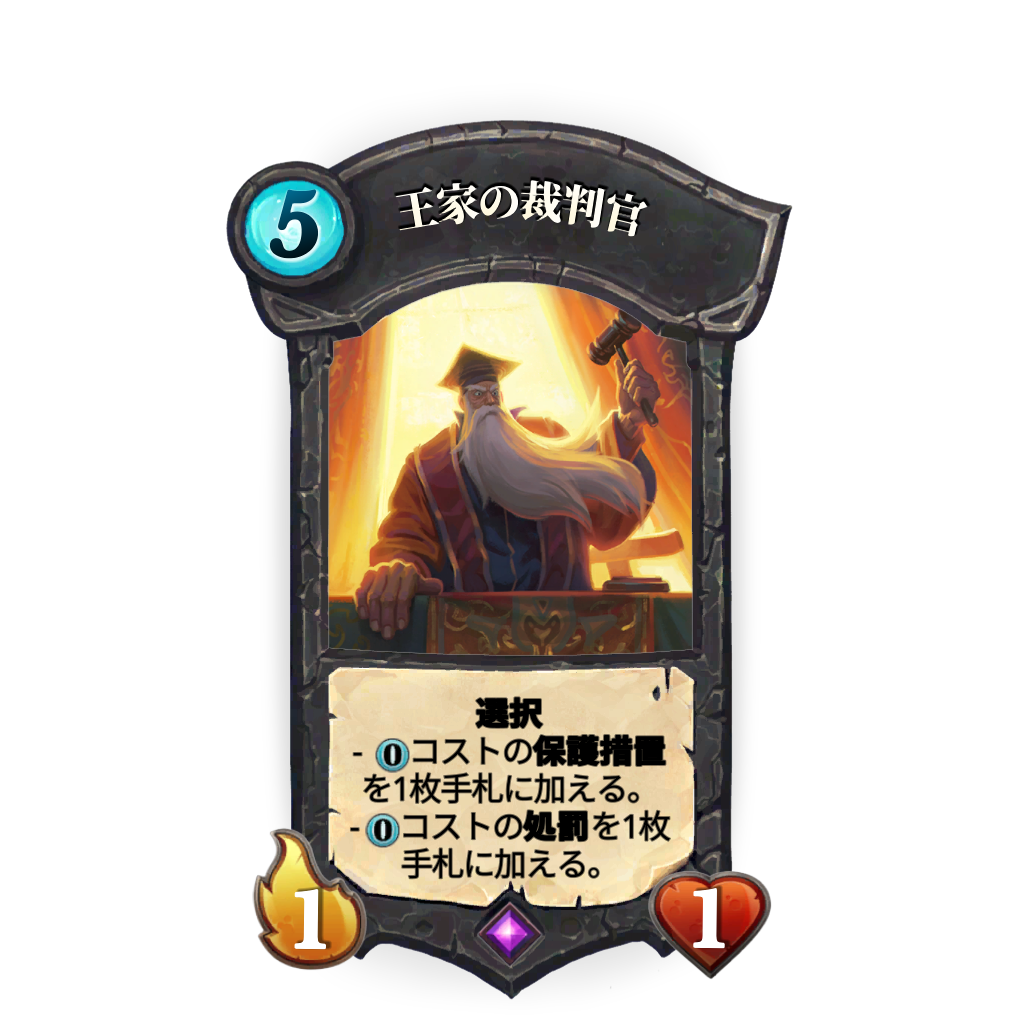 5
王家の裁判官
選択
- 0コストの保護措置
を1枚手札に加える。
- 0コストの処罰を1枚
手札に加える。
1
1